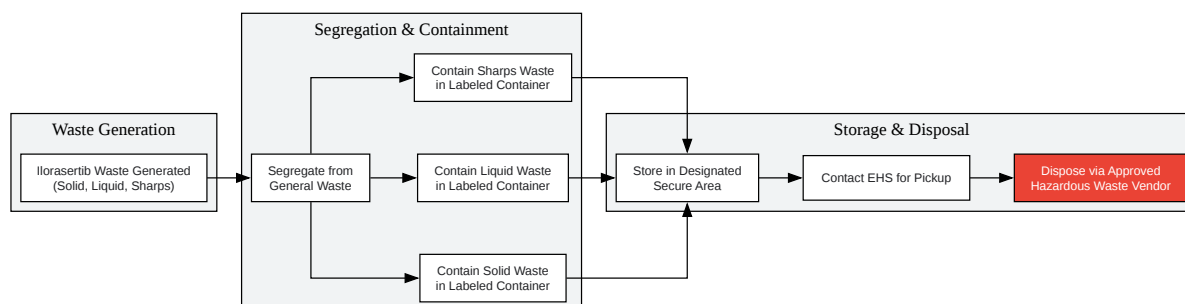 Segregation & Containment
Contain Sharps Waste
in Labeled Container
Waste Generation
Storage & Disposal
Ilorasertib Waste Generated
(Solid, Liquid, Sharps)
Segregate from
General Waste
Contain Liquid Waste
in Labeled Container
Store in Designated
Secure Area
Contact EHS for Pickup
Dispose via Approved
Hazardous Waste Vendor
Contain Solid Waste
in Labeled Container